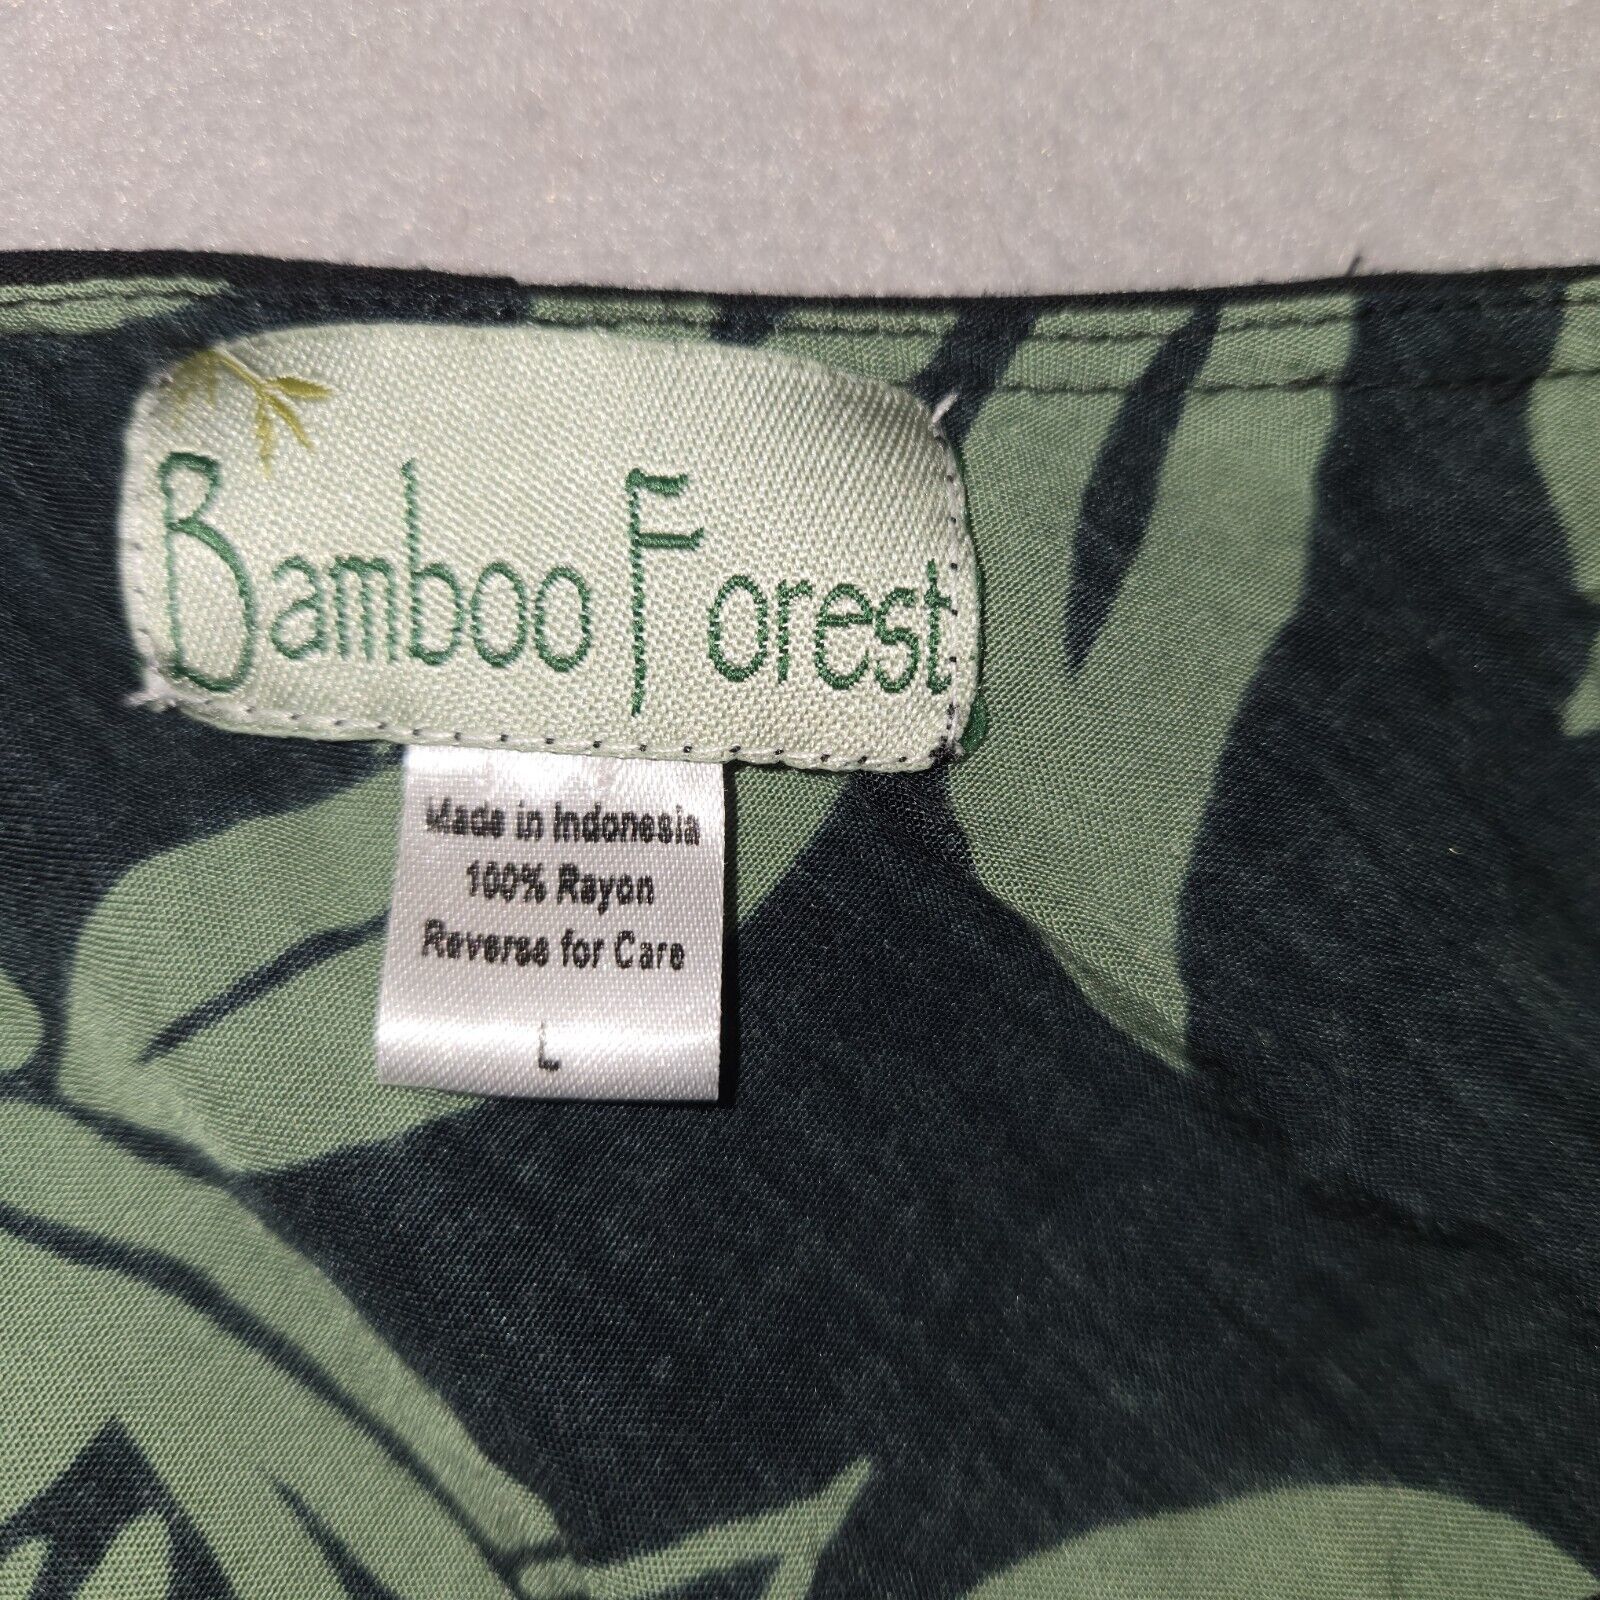 Bamboo Forest
Made in Indonesia
100% Rayon
Reverse for Care
L